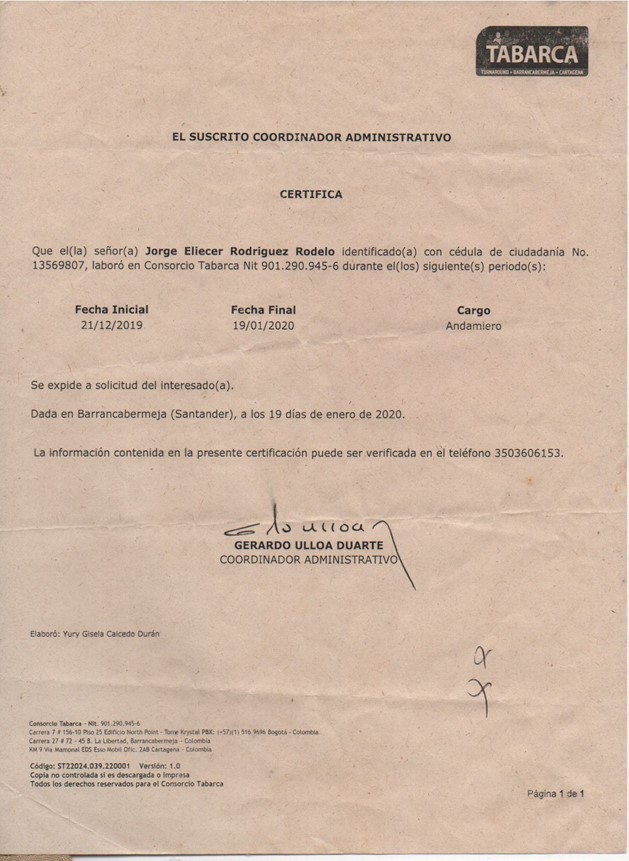 TABARCA
TURNARISING • BARRANCABERMEJA • CARTAGENA
EL SUSCRITO COORDINADOR ADMINISTRATIVO
CERTIFICA
Que el(la) señor(a) Jorge Eliecer Rodriguez Rodelo identificado(a) con cédula de ciudadanía No.
13569807, laboró en Consorcio Tabarca Nit 901.290.945-6 durante el(los) siguiente(s) periodo(s):
Fecha Inicial Fecha Final Cargo
21/12/2019 19/01/2020 Andamiero
Se expide a solicitud del interesado(a).
Dada en Barrancabermeja (Santander), a los 19 días de enero de 2020.
La información contenida en la presente certificación puede ser verificada en el teléfono 3503606153.
GERARDO ULLOA DUARTE
COORDINADOR ADMINISTRATIVO
Elaboró: Yury Gisela Caicedo Durán
Consorcio Tabarca - Nit. 901.290.945-6
Carrera 7 # 156-10 Piso 25 Edificio North Point - Torre Krystal PBX: (+57)(1) 516 9696 Bogotá - Colombia
Carrera 27 # 72 - 45 B. La Libertad, Barrancabermeja - Colombia
KM 9 Via Mamonal EDS Esso Mobil Ofic. 2AB Cartagena - Colombia
Código: ST22024.039.220001 Versión: 1.0
Copia no controlada si es descargada o impresa
Todos los derechos reservados para el Consorcio Tabarca
Página 1 de 1